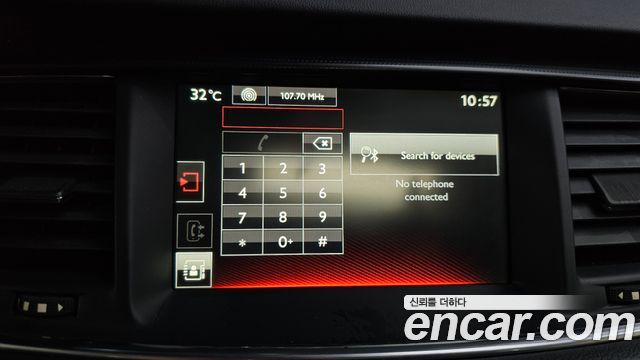 32°C
107.70 MHz
10:57
Search for devices
1 2 3
No telephone
connected
4 5 6
7 8 9
* 0+ #
신뢰를 더하다
encar.com